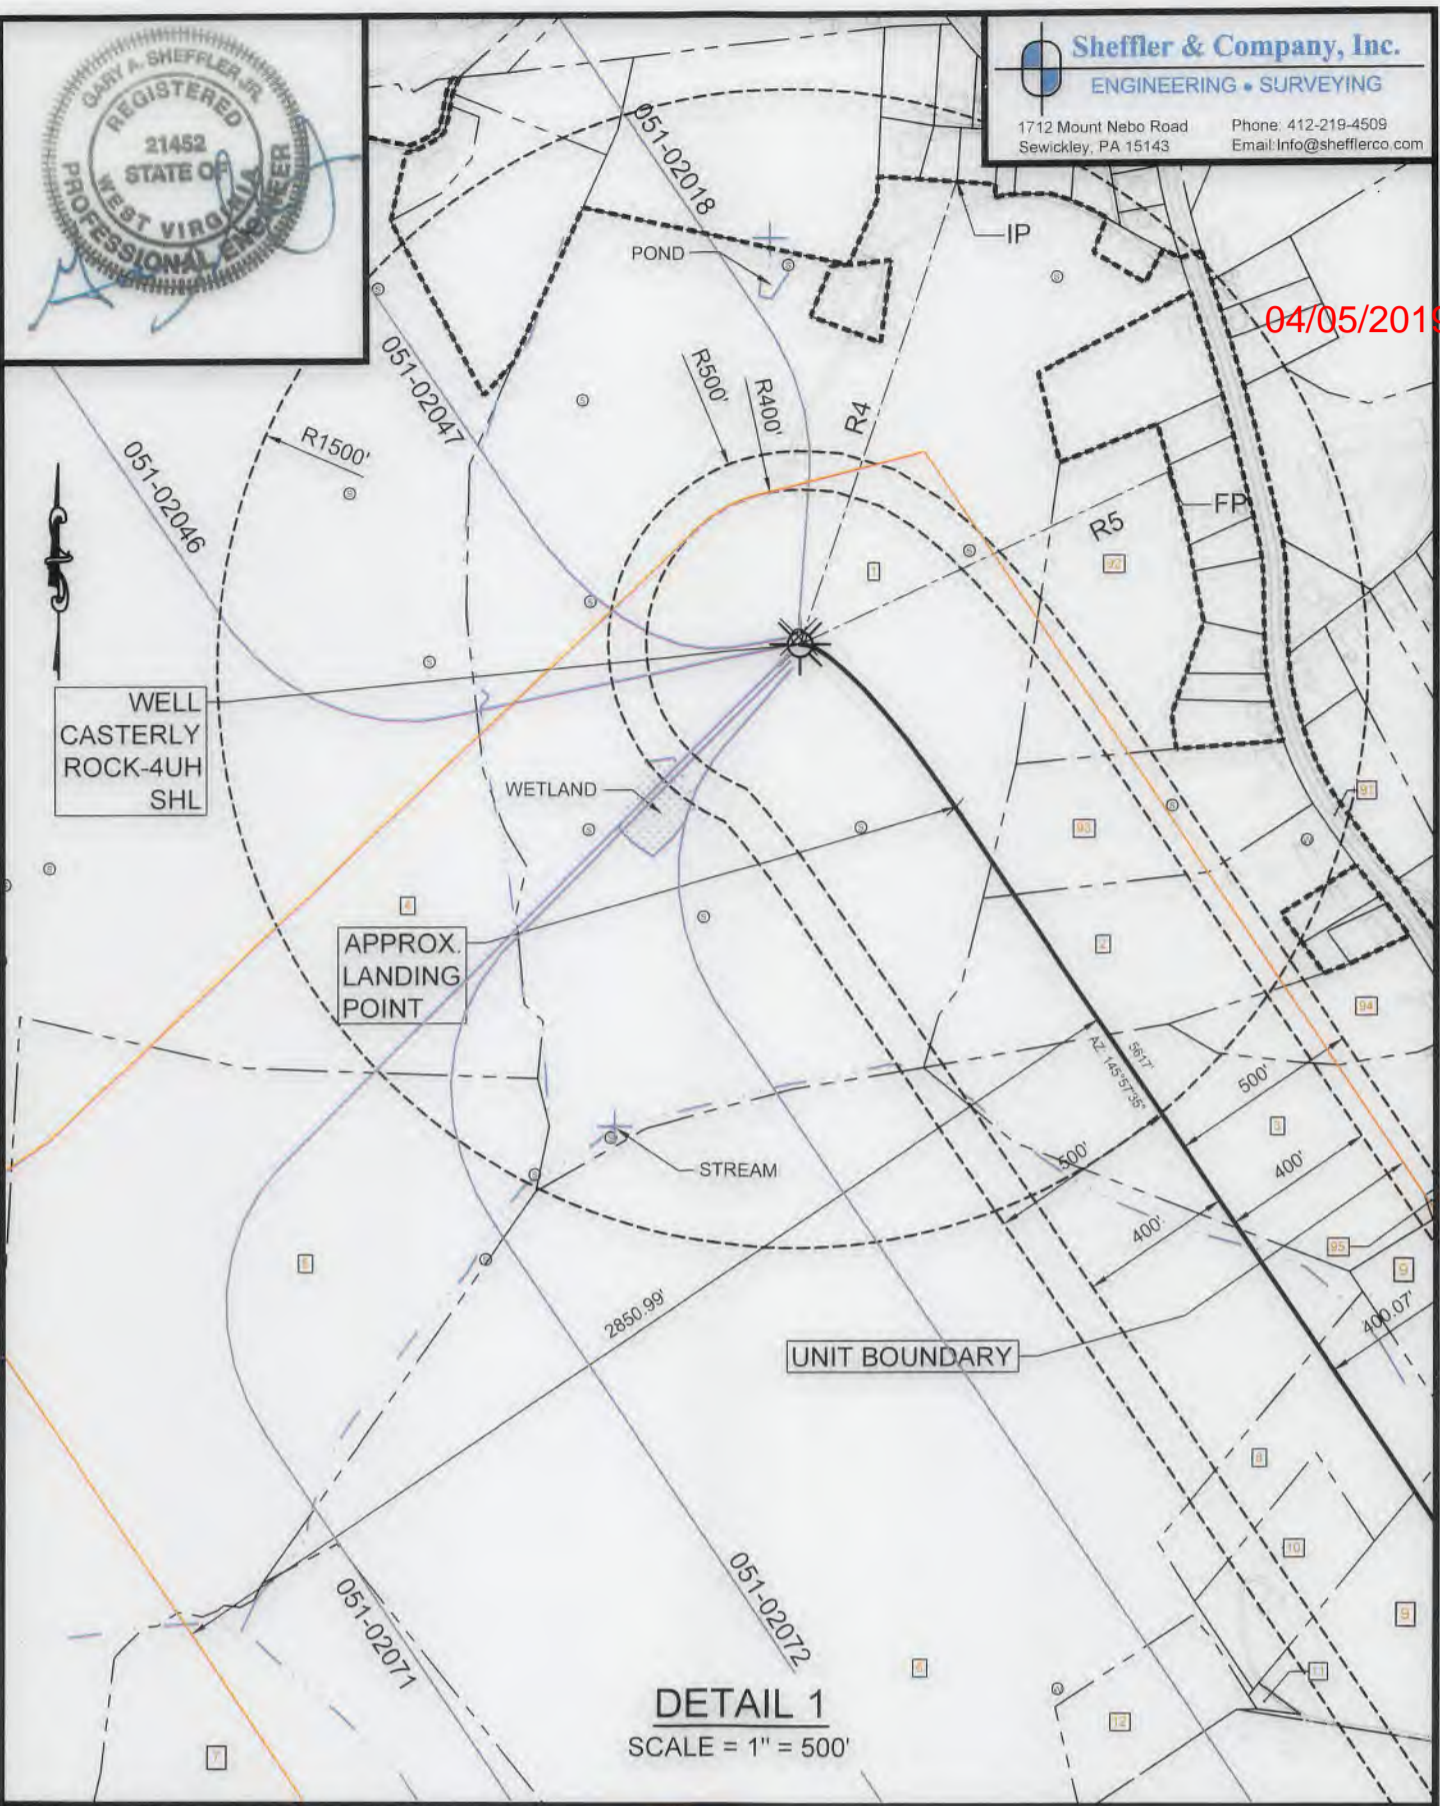 GARY A. SHEFFLER JR.
REGISTERED
21452
STATE OF
WEST VIRGINIA
PROFESSIONAL ENGINEER
Sheffler & Company, Inc.
ENGINEERING • SURVEYING
1712 Mount Nebo Road
Sewickley, PA 15143
Phone: 412-219-4509
Email:Info@shefflerco.com
04/05/2019
051-02018
POND
IP
051-02047
R500'
R400'
R4
R1500'
051-02046
FP
R5
92
1
WELL
CASTERLY
ROCK-4UH
SHL
WETLAND
91
93
4
APPROX.
LANDING
POINT
2
94
5617'
AZ: 145°57'35"
500'
3
400'
500'
STREAM
400'
95
9
5
2850.99'
400.07'
UNIT BOUNDARY
8
10
051-02071
051-02072
9
6
11
12
7
DETAIL 1
SCALE = 1" = 500'